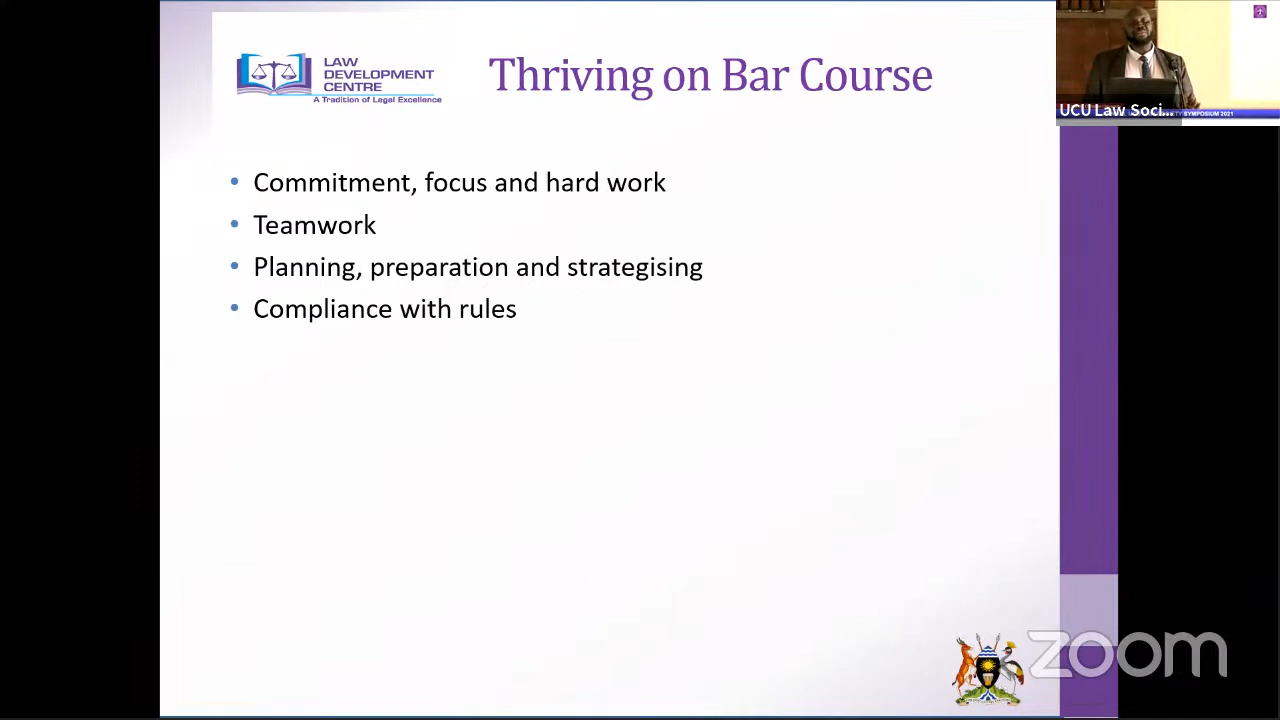 LAW
DEVELOPMENT
CENTRE
A Tradition of Legal Excellence
Thriving on Bar Course
UCU Law Soci...
TY SYMPOSIUM 2021
• Commitment, focus and hard work
• Teamwork
• Planning, preparation and strategising
• Compliance with rules
zoom